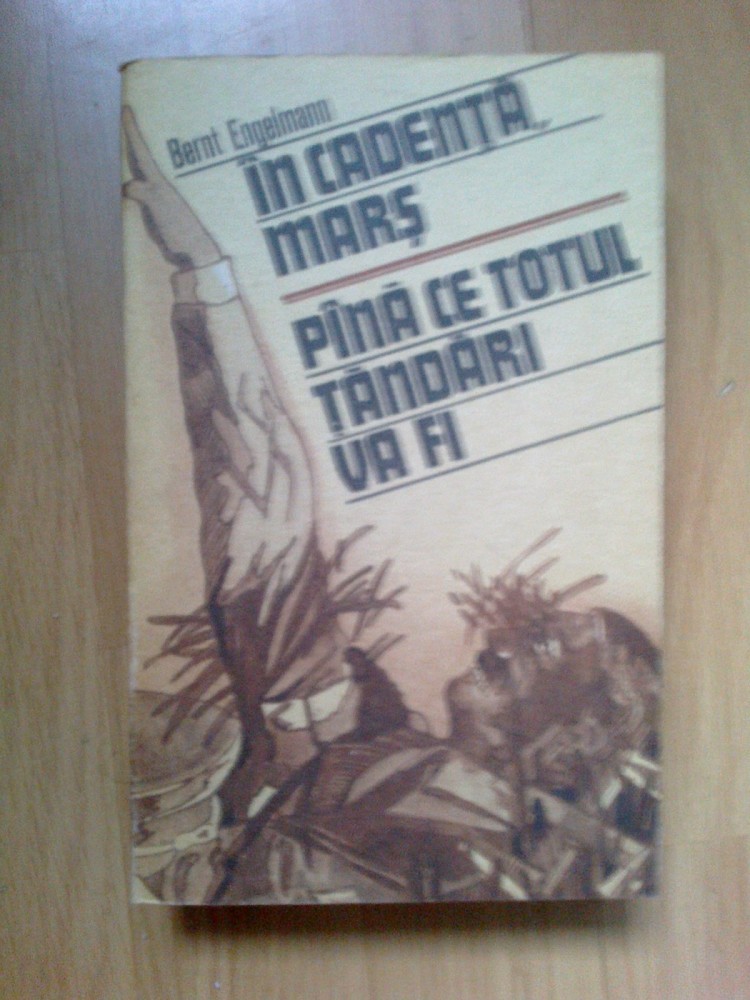 Bernt Engelmann
ÎN CADENȚĂ
MARȘ
PÎNĂ CE TOTUL
ȚĂNDĂRI
VA FI